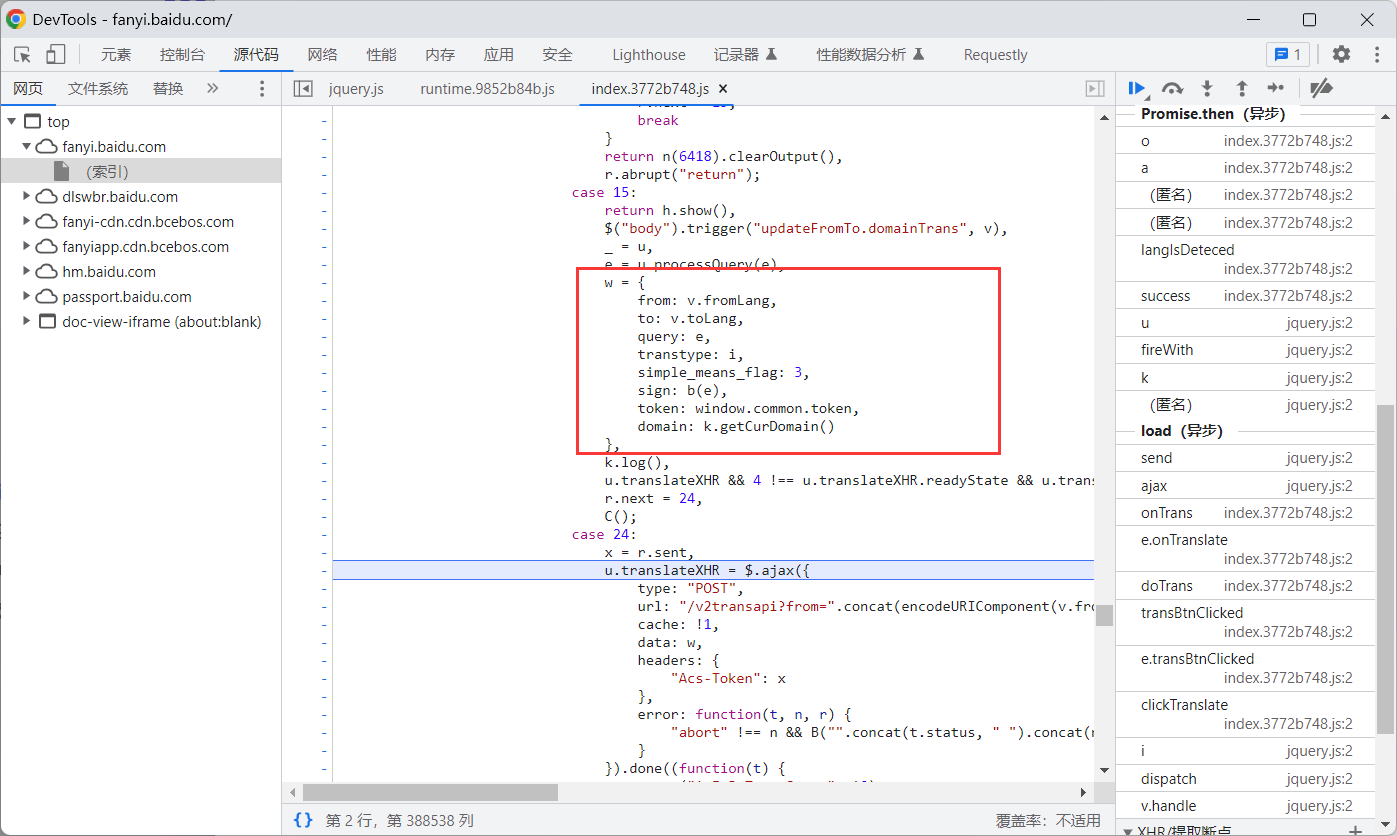 DevTools - fanyi.baidu.com/
元素 控制台 源代码 网络 性能 内存 应用 安全 Lighthouse 记录器 性能数据分析 Requestly 1
网页 文件系统 替换 »
jquery.js runtime.9852b84b.js index.3772b748.js ×
top
fanyi.baidu.com
(索引)
dlswbr.baidu.com
fanyi-cdn.cdn.bcebos.com
fanyiapp.cdn.bcebos.com
hm.baidu.com
passport.baidu.com
doc-view-iframe (about:blank)
break
}
return n(6418).clearOutput(),
r.abrupt("return");
case 15:
return h.show(),
$("body").trigger("updateFromTo.domainTrans", v),
_ = u,
e = u.processQuery(e),
w = {
from: v.fromLang,
to: v.toLang,
query: e,
transtype: i,
simple_means_flag: 3,
sign: b(e),
token: window.common.token,
domain: k.getCurDomain()
},
k.log(),
u.translateXHR && 4 !== u.translateXHR.readyState && u.trans
r.next = 24,
C();
case 24:
x = r.sent,
u.translateXHR = $.ajax({
type: "POST",
url: "/v2transapi?from=".concat(encodeURIComponent(v.fro
cache: !1,
data: w,
headers: {
"Acs-Token": x
},
error: function(t, n, r) {
"abort" !== n && B("".concat(t.status, " ").concat(
}
}).done((function(t) {
{} 第 2 行，第 388538 列
覆盖率：不适用
Promise.then（异步）
o index.3772b748.js:2
a index.3772b748.js:2
(匿名) index.3772b748.js:2
(匿名) index.3772b748.js:2
langIsDeteced
index.3772b748.js:2
success index.3772b748.js:2
u jquery.js:2
fireWith jquery.js:2
k jquery.js:2
(匿名) jquery.js:2
load（异步）
send jquery.js:2
ajax jquery.js:2
onTrans index.3772b748.js:2
e.onTranslate
index.3772b748.js:2
doTrans index.3772b748.js:2
transBtnClicked
index.3772b748.js:2
e.transBtnClicked
index.3772b748.js:2
clickTranslate
index.3772b748.js:2
i jquery.js:2
dispatch jquery.js:2
v.handle jquery.js:2
XHR/提取断点